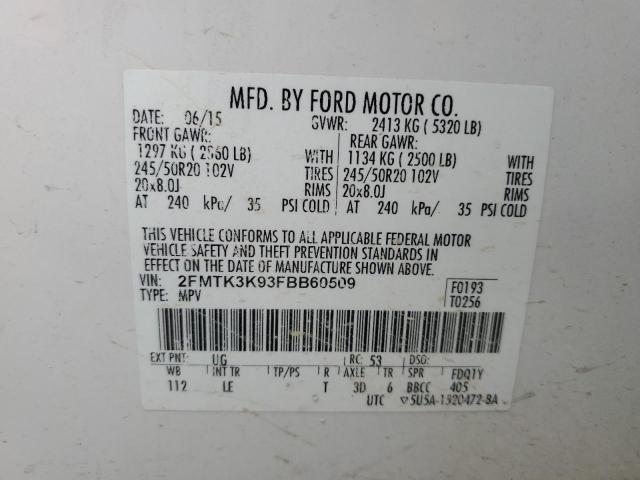 MFD. BY FORD MOTOR CO.
DATE: 06/15 GVWR: 2413 KG ( 5320 LB)
FRONT GAWR: REAR GAWR:
1297 KG ( 2860 LB) WITH 1134 KG ( 2500 LB) WITH
245/50R20 102V TIRES 245/50R20 102V TIRES
20x8.0J RIMS 20x8.0J RIMS
AT 240 kPa/ 35 PSI COLD AT 240 kPa/ 35 PSI COLD
THIS VEHICLE CONFORMS TO ALL APPLICABLE FEDERAL MOTOR
VEHICLE SAFETY AND THEFT PREVENTION STANDARDS IN
EFFECT ON THE DATE OF MANUFACTURE SHOWN ABOVE.
VIN: 2FMTK3K93FBB60509 F0193
TYPE: MPV T0256
EXT PNT: UG RC: 53 DSO:
WB INT TR TP/PS R AXLE TR SPR FDQ1Y
112 LE T 3D 6 BBCC 405
UTC ▽5U5A-1520472-BA